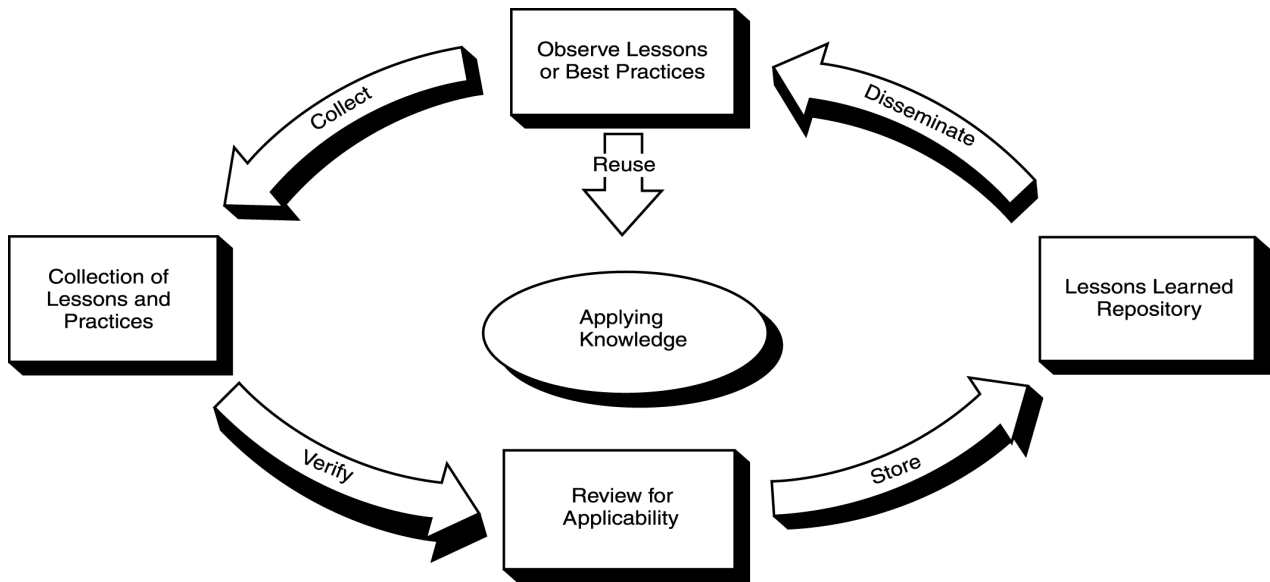 Observe Lessons
or Best Practices
Collect
Disseminate
Reuse
Collection of
Lessons and
Practices
Applying
Knowledge
Lessons Learned
Repository
Verify
Review for
Applicability
Store